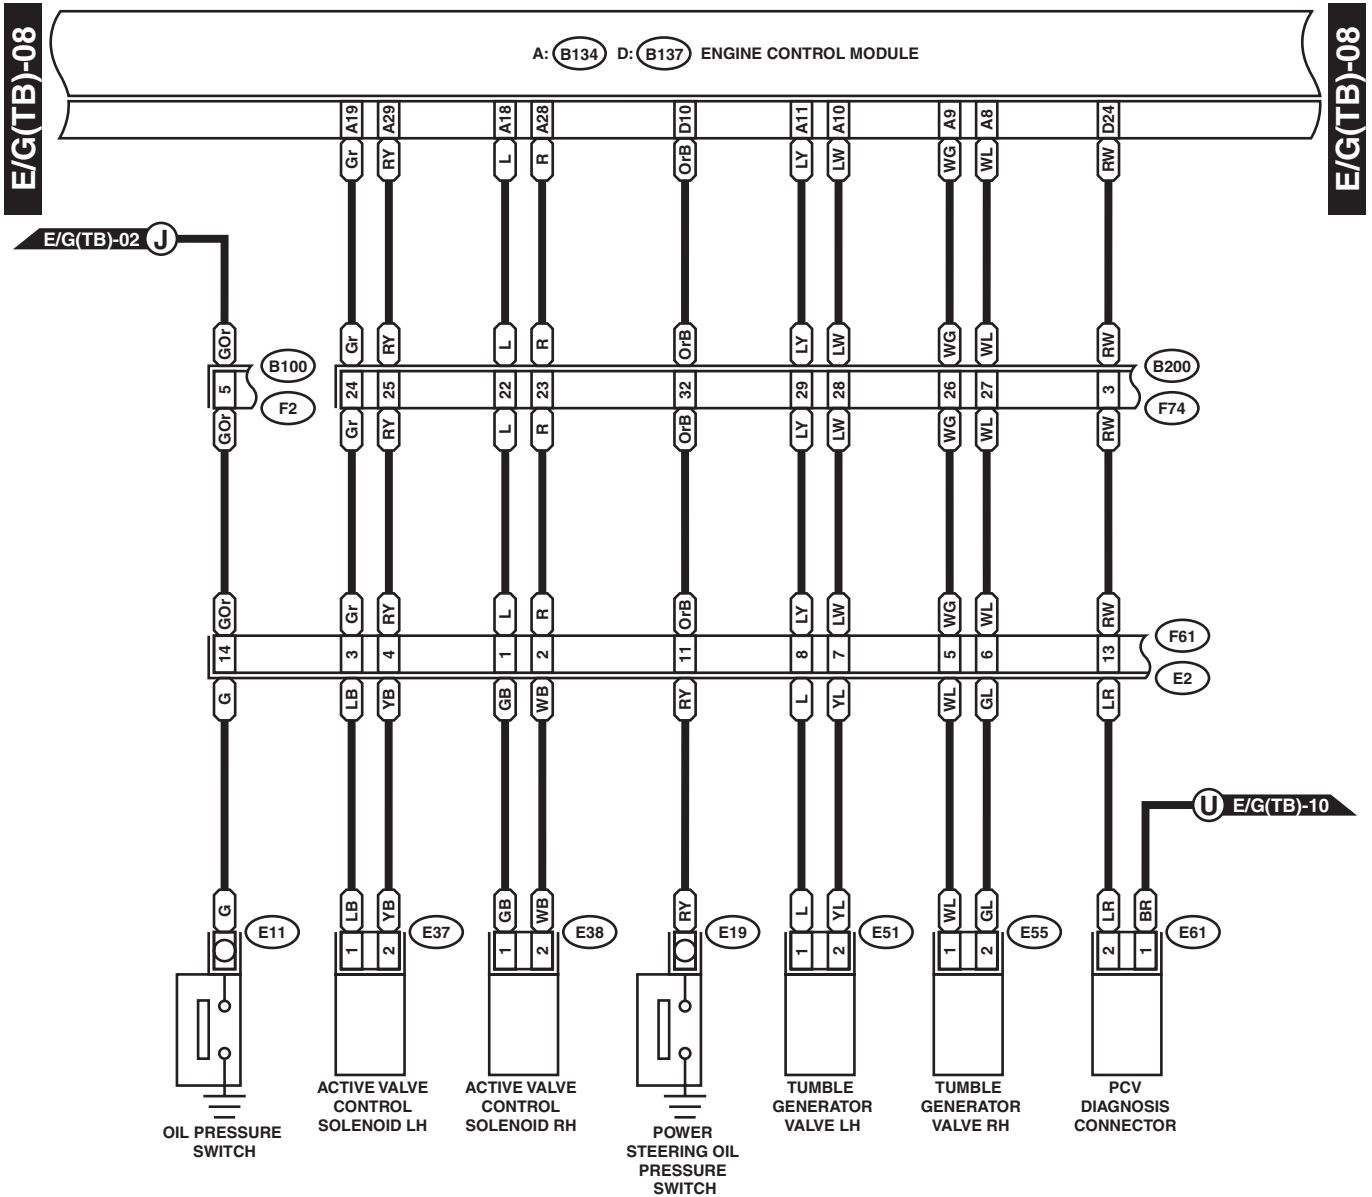 E/G(TB)-08
E/G(TB)-08
A: B134 D: B137 ENGINE CONTROL MODULE
A19 A29 A18 A28 D10 A11 A10 A9 A8 D24
Gr RY L R OrB LY LW WG WL RW
E/G(TB)-02 J
GOr Gr RY L R OrB LY LW WG WL RW
B100 B200
5 24 25 22 23 32 29 28 26 27 3
F2 F74
GOr Gr RY L R OrB LY LW WG WL RW
GOr Gr RY L R OrB LY LW WG WL RW
F61
14 3 4 1 2 11 8 7 5 6 13
E2
G LB YB GB WB RY L YL WL GL LR
U E/G(TB)-10
G LB YB GB WB RY L YL WL GL LR BR
E11 E37 E38 E19 E51 E55 E61
1 2 1 2 1 2 1 2 2 1
OIL PRESSURE
SWITCH
ACTIVE VALVE
CONTROL
SOLENOID LH
ACTIVE VALVE
CONTROL
SOLENOID RH
POWER
STEERING OIL
PRESSURE
SWITCH
TUMBLE
GENERATOR
VALVE LH
TUMBLE
GENERATOR
VALVE RH
PCV
DIAGNOSIS
CONNECTOR